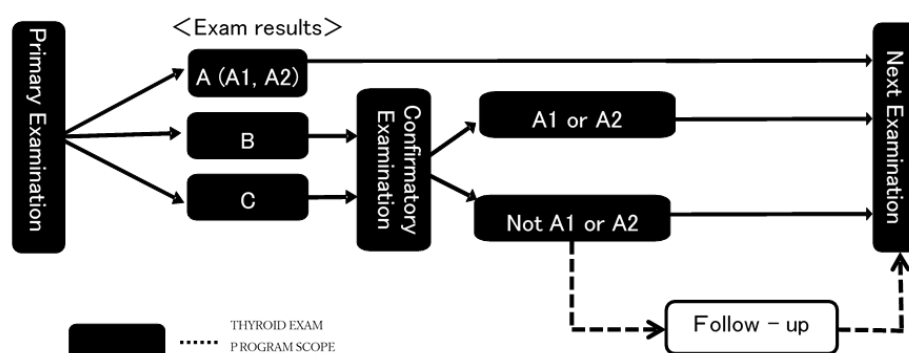 <Exam results>
Primary Examination
A (A1, A2)
B
C
Confirmatory
Examination
A1 or A2
Not A1 or A2
Next Examination
Follow - up
THYROID EXAM
PROGRAM SCOPE